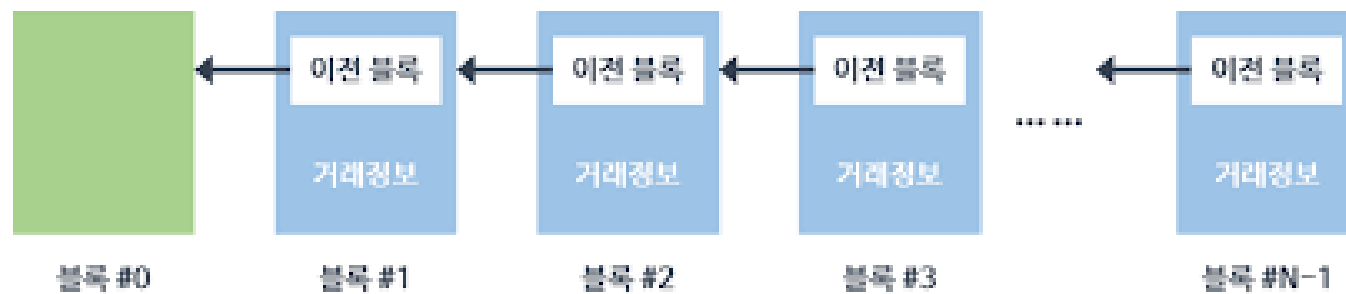 이전 블록 이전 블록 이전 블록 이전 블록
……
거래정보 거래정보 거래정보 거래정보
블록 #0 블록 #1 블록 #2 블록 #3 블록 #N-1